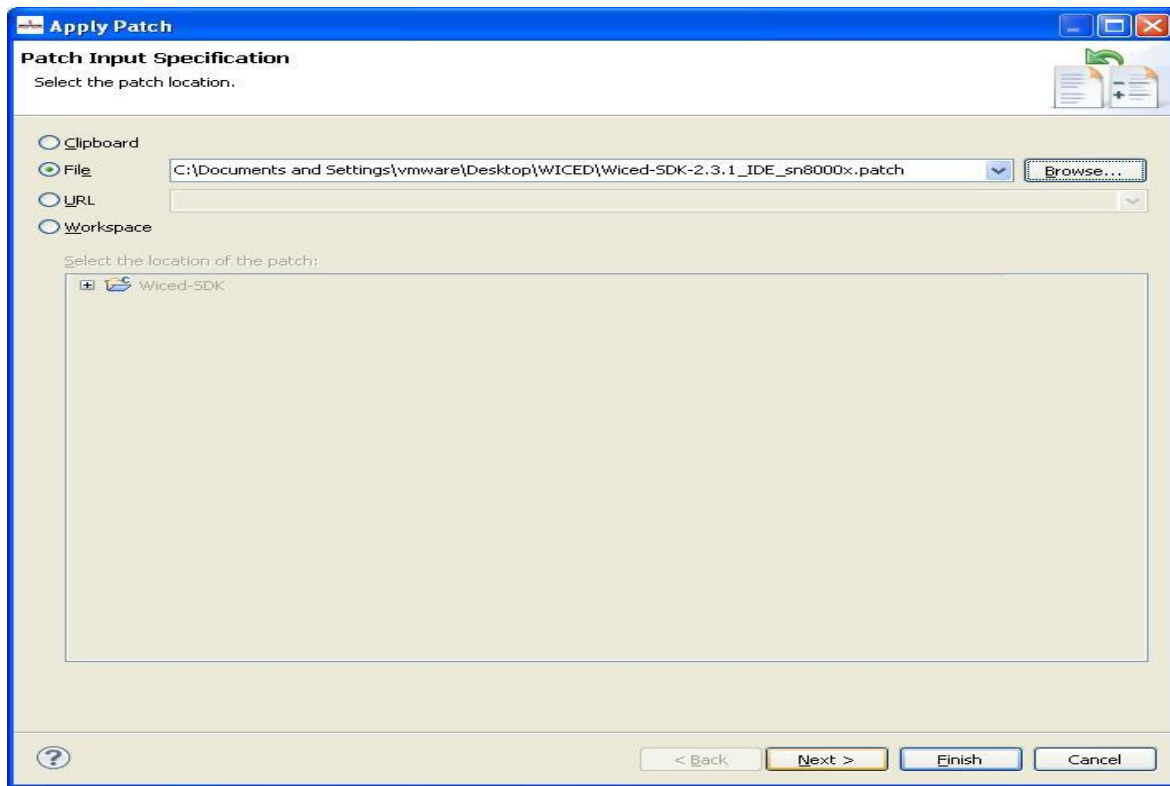 Apply Patch
Patch Input Specification
Select the patch location.
Clipboard
File C:\Documents and Settings\vmware\Desktop\WICED\Wiced-SDK-2.3.1_IDE_sn8000x.patch Browse...
URL
Workspace
Select the location of the patch:
Wiced-SDK
< Back Next > Finish Cancel